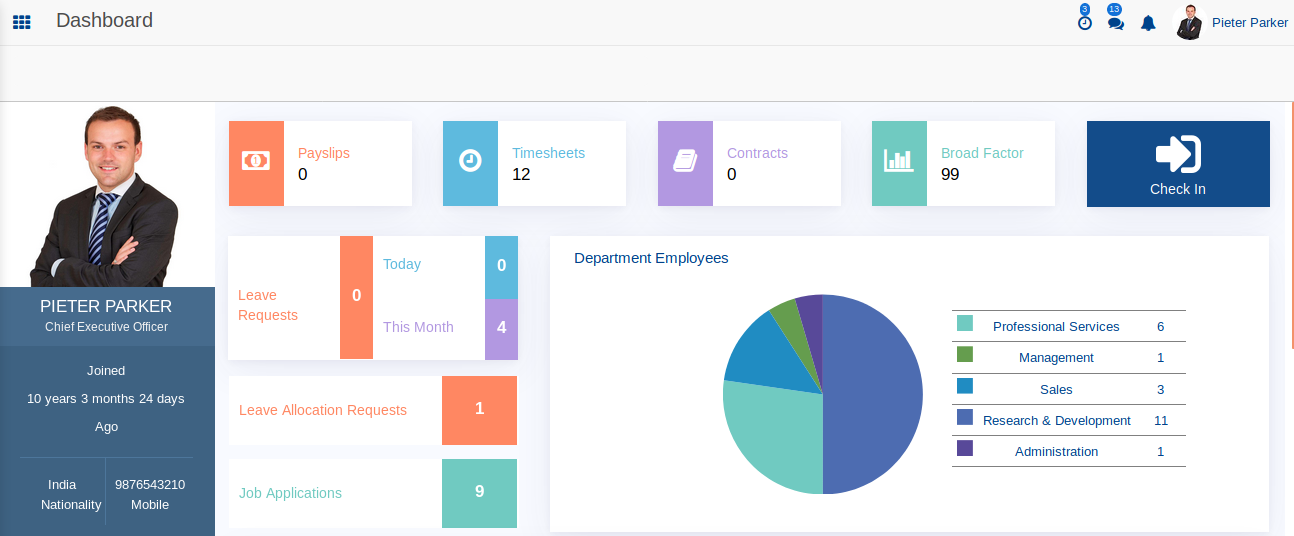 Dashboard
3
13
Pieter Parker
Payslips
0
Timesheets
12
Contracts
0
Broad Factor
99
Check In
PIETER PARKER
Chief Executive Officer
Joined
10 years 3 months 24 days
Ago
India
Nationality
9876543210
Mobile
Leave
Requests
0
Today
0
This Month
4
Leave Allocation Requests
1
Job Applications
9
Department Employees
Professional Services 6
Management 1
Sales 3
Research & Development 11
Administration 1